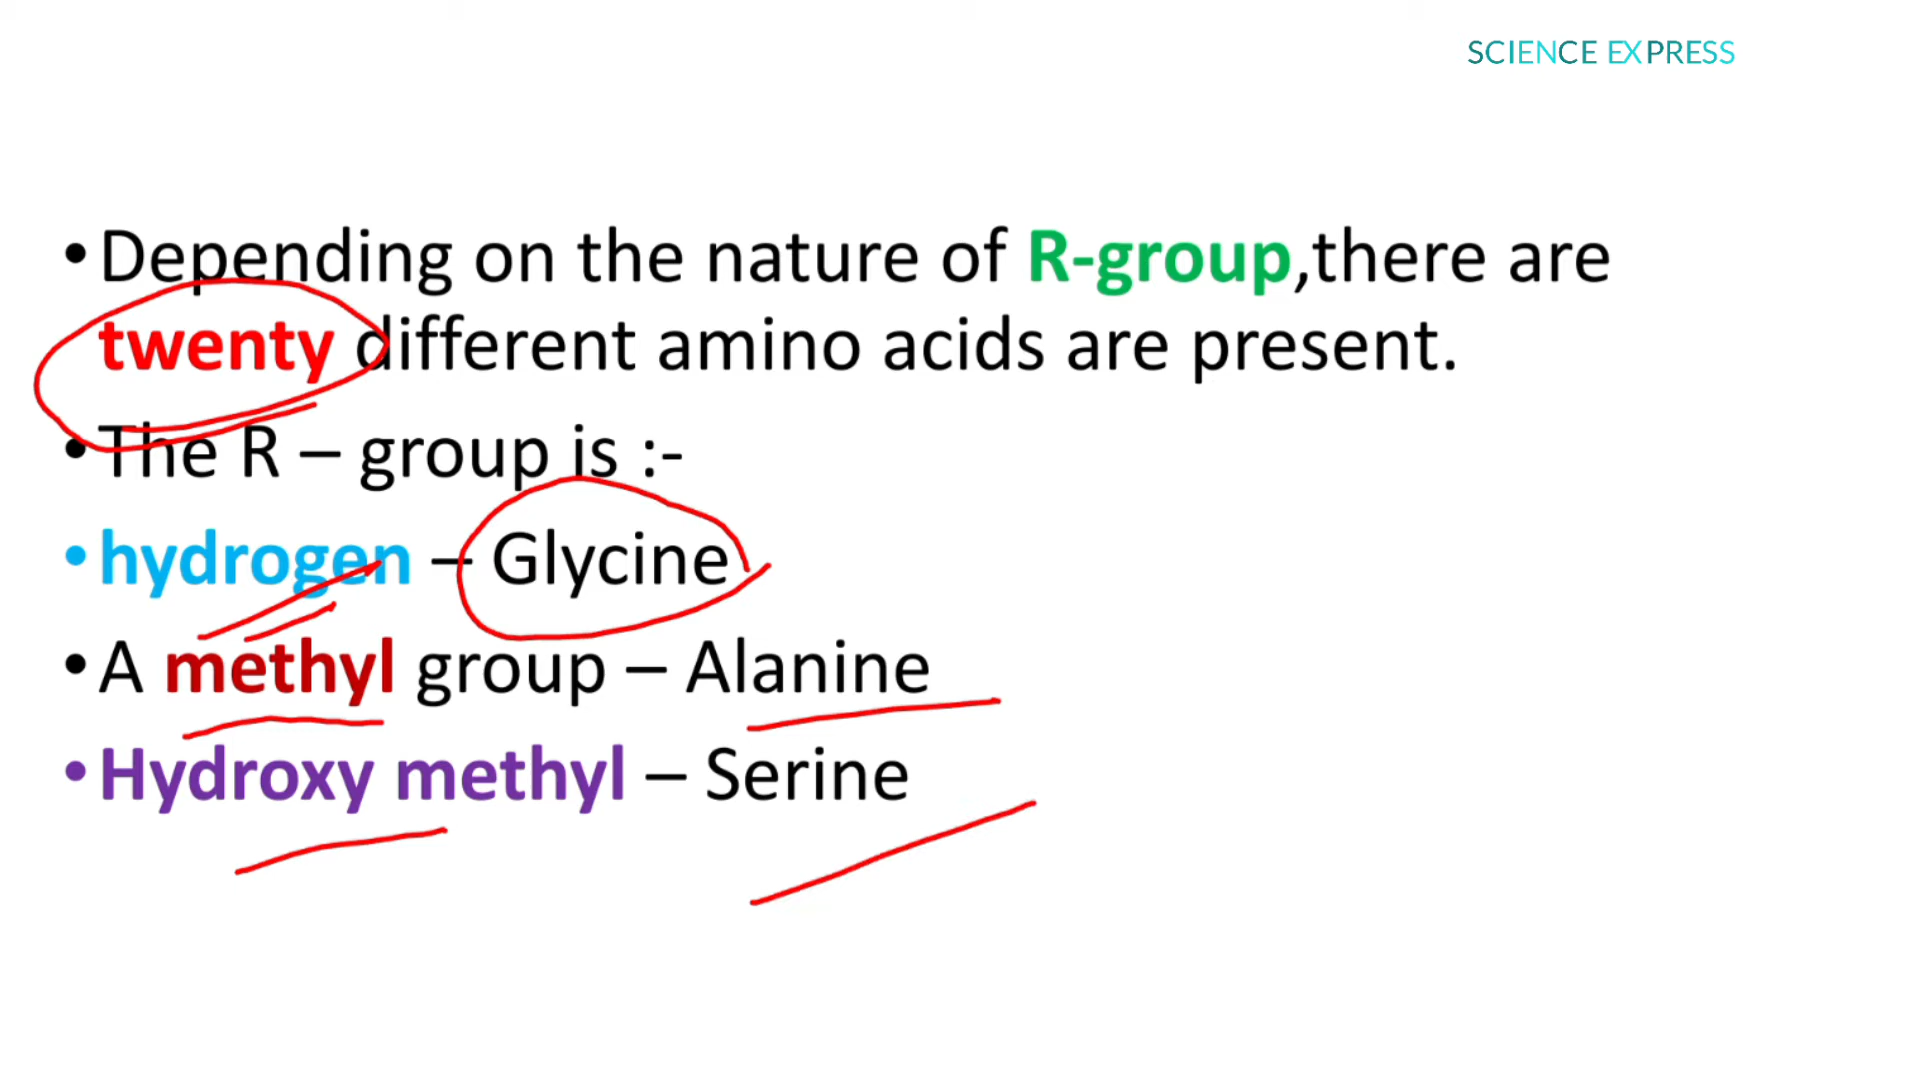 SCIENCE EXPRESS
•Depending on the nature of R-group,there are
twenty different amino acids are present.
•The R – group is :-
•hydrogen – Glycine
•A methyl group – Alanine
•Hydroxy methyl – Serine